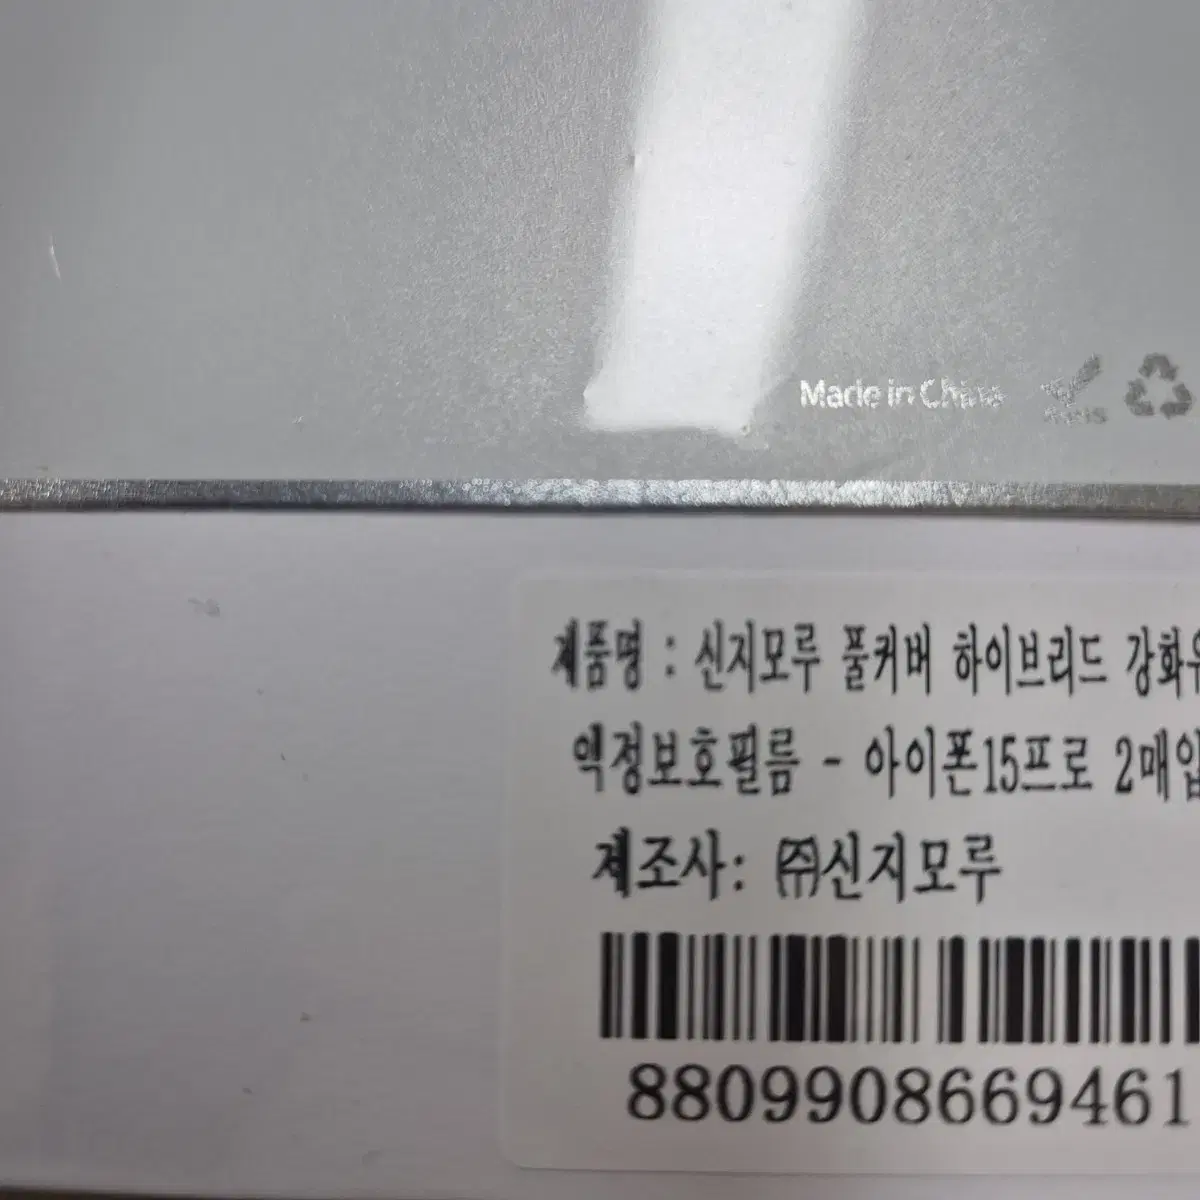 Made in China
제품명 : 신지모루 풀커버 하이브리드 강화유
액정보호필름 - 아이폰15프로 2매입
제조사: ㈜신지모루
8809908669461